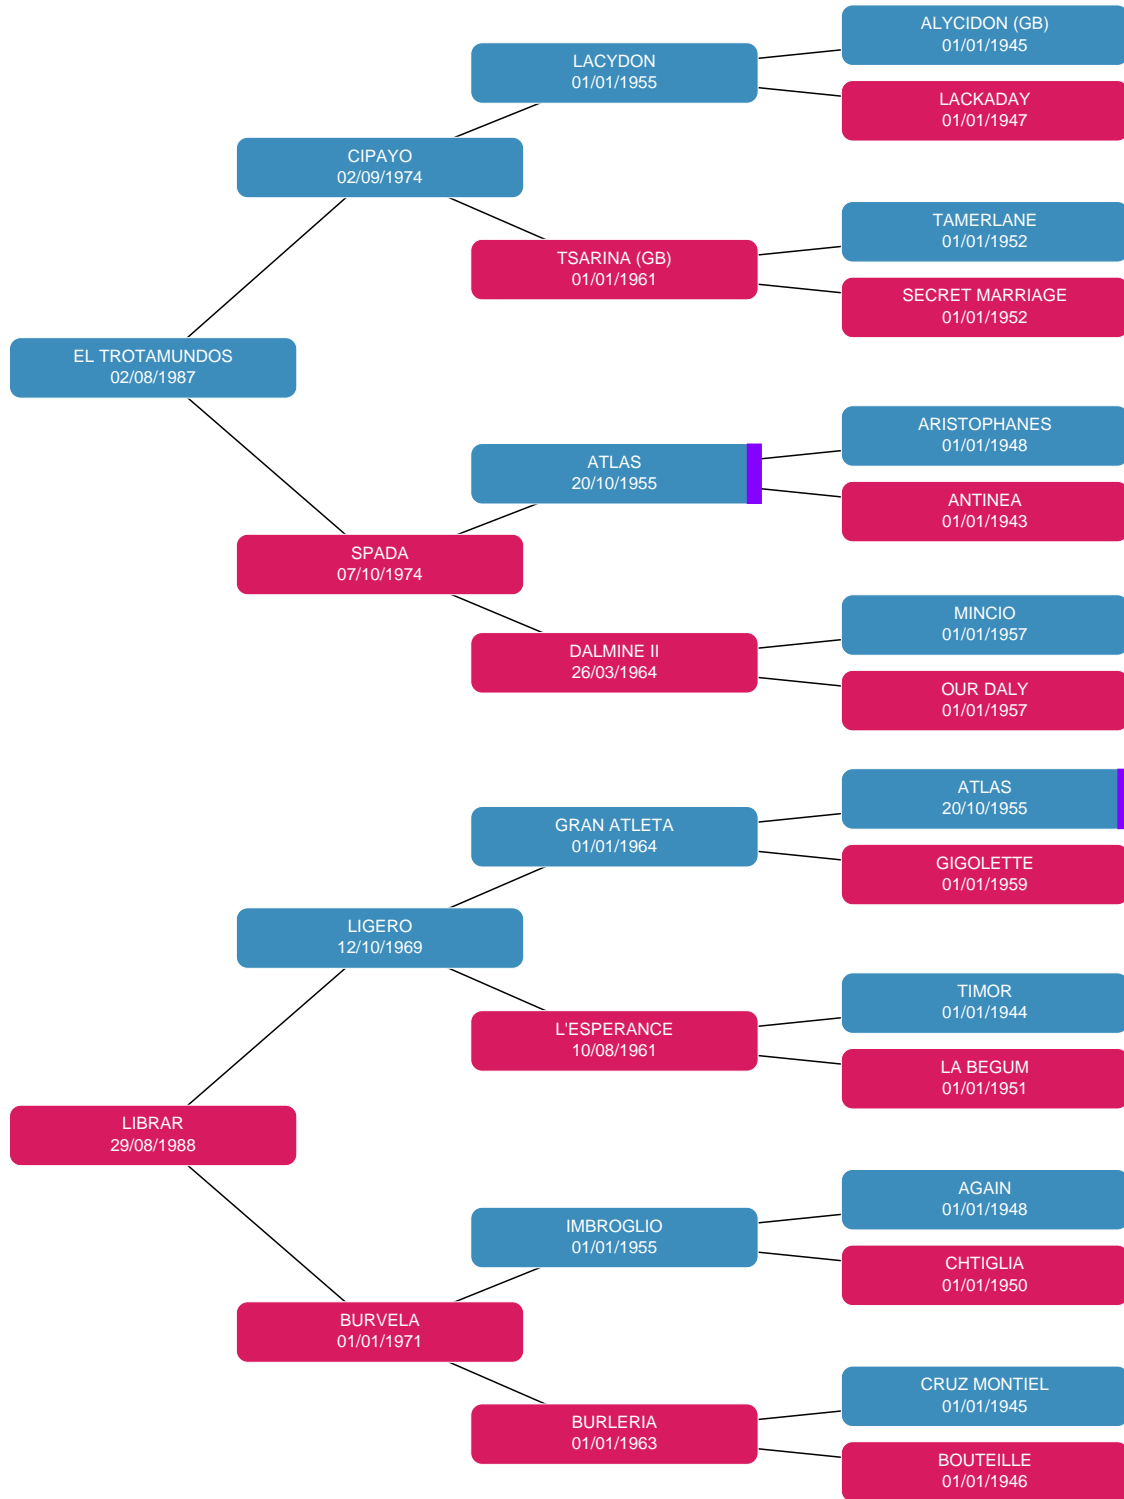 ALYCIDON (GB)
01/01/1945
LACYDON
01/01/1955
LACKADAY
01/01/1947
CIPAYO
02/09/1974
TAMERLANE
01/01/1952
TSARINA (GB)
01/01/1961
SECRET MARRIAGE
01/01/1952
EL TROTAMUNDOS
02/08/1987
ARISTOPHANES
01/01/1948
ATLAS
20/10/1955
ANTINEA
01/01/1943
SPADA
07/10/1974
MINCIO
01/01/1957
DALMINE II
26/03/1964
OUR DALY
01/01/1957
ATLAS
20/10/1955
GRAN ATLETA
01/01/1964
GIGOLETTE
01/01/1959
LIGERO
12/10/1969
TIMOR
01/01/1944
L'ESPERANCE
10/08/1961
LA BEGUM
01/01/1951
LIBRAR
29/08/1988
AGAIN
01/01/1948
IMBROGLIO
01/01/1955
CHTIGLIA
01/01/1950
BURVELA
01/01/1971
CRUZ MONTIEL
01/01/1945
BURLERIA
01/01/1963
BOUTEILLE
01/01/1946